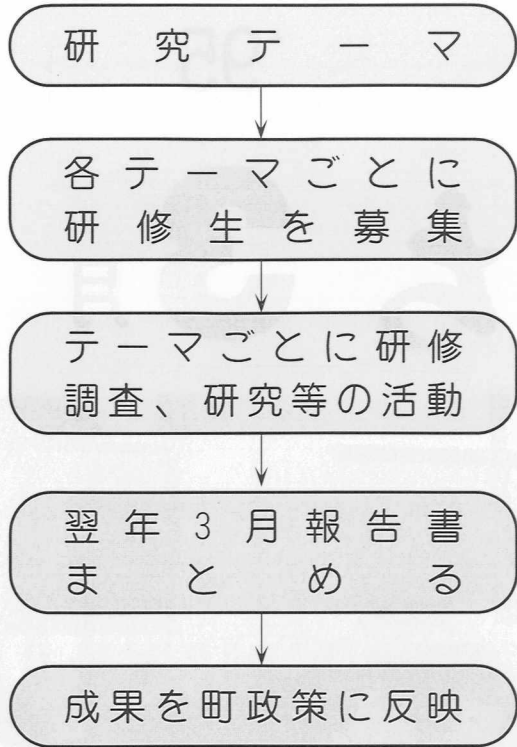 研究テーマ
各テーマごとに
研修生を募集
テーマごとに研修
調査、研究等の活動
翌年3月報告書
まとめる
成果を町政策に反映